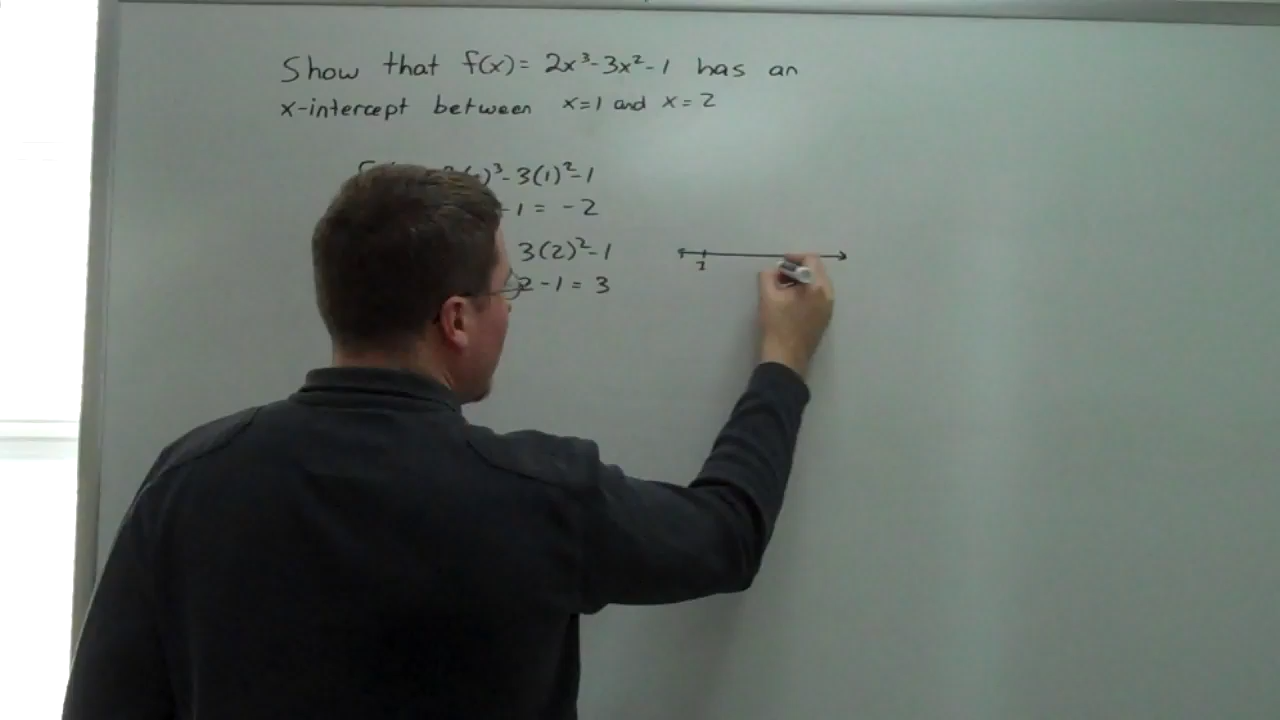 Show that f(x) = 2x³-3x²-1 has an
x-intercept between x=1 and x=2
)³-3(1)²-1
-1 = -2
3(2)²-1
2-1 = 3
1